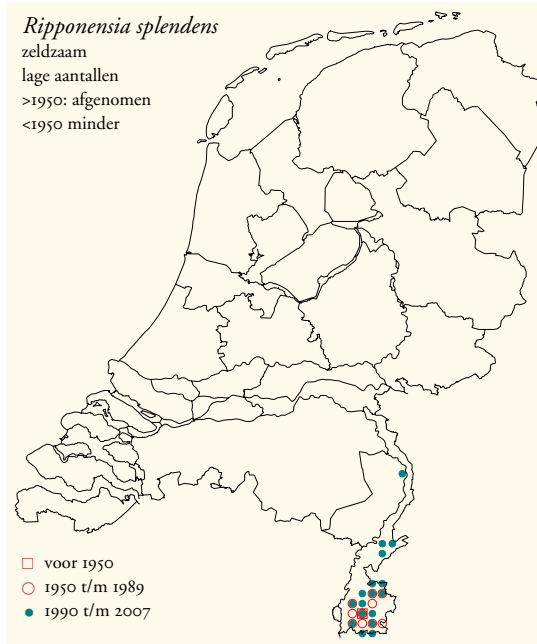 Ripponensia splendens
zeldzaam
lage aantallen
>1950: afgenomen
<1950 minder
voor 1950
1950 t/m 1989
1990 t/m 2007